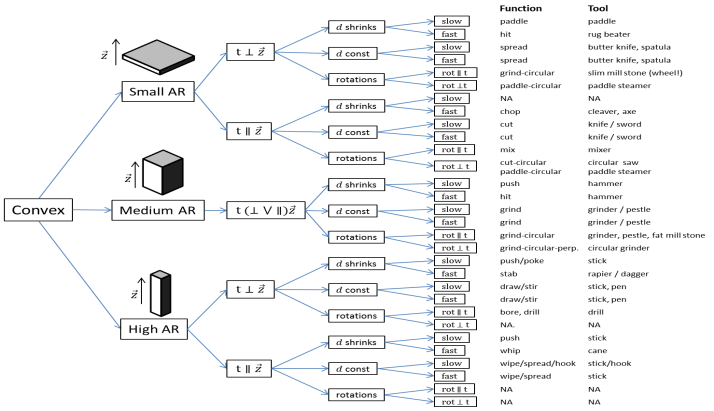 Function Tool
d shrinks slow paddle paddle
fast hit rug beater
z⃗ t ⊥ z⃗ d const slow spread butter knife, spatula
fast spread butter knife, spatula
rotations rot ∥ t grind-circular slim mill stone (wheel!)
Small AR rot ⊥ t paddle-circular paddle steamer
d shrinks slow NA NA
fast chop cleaver, axe
t ∥ z⃗ d const slow cut knife / sword
fast cut knife / sword
rotations rot ∥ t mix mixer
rot ⊥ t cut-circular circular saw
paddle-circular paddle steamer
z⃗ d shrinks slow push hammer
fast hit hammer
Convex Medium AR t (⊥ ∨ ∥) z⃗ d const slow grind grinder / pestle
fast grind grinder / pestle
rotations rot ∥ t grind-circular grinder, pestle, fat mill stone
rot ⊥ t grind-circular-perp. circular grinder
d shrinks slow push/poke stick
fast stab rapier / dagger
z⃗ t ⊥ z⃗ d const slow draw/stir stick, pen
fast draw/stir stick, pen
rotations rot ∥ t bore, drill drill
High AR rot ⊥ t NA. NA
d shrinks slow push stick
fast whip cane
t ∥ z⃗ d const slow wipe/spread/hook stick/hook
fast wipe/spread stick
rotations rot ∥ t NA NA
rot ⊥ t NA NA